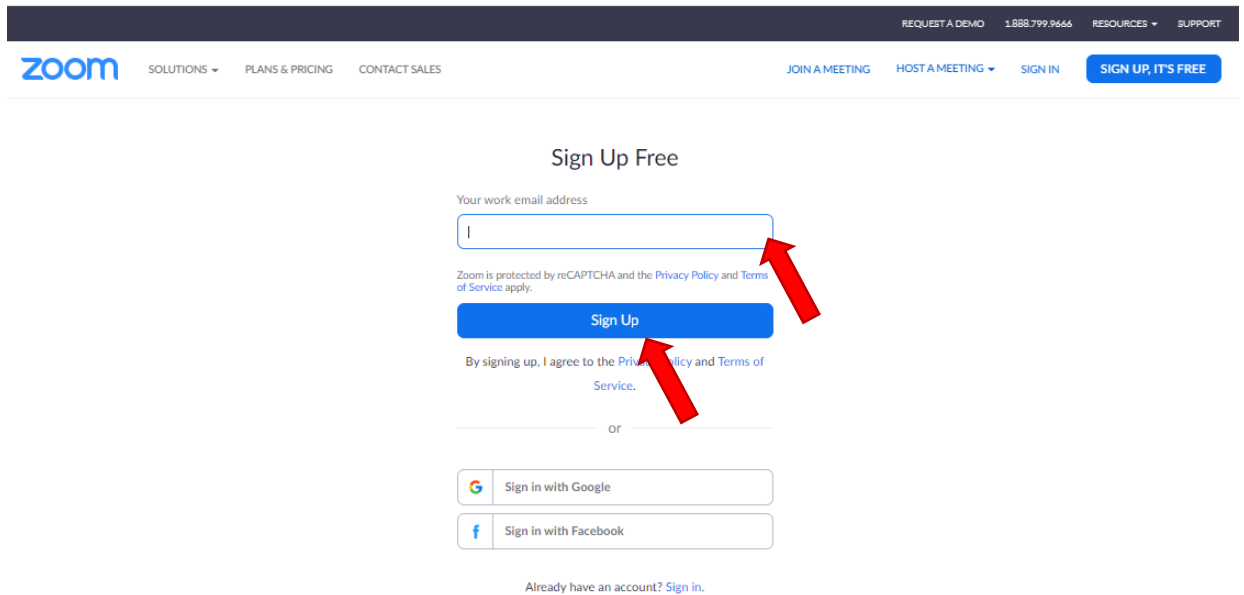 REQUEST A DEMO 1.888.799.9666 RESOURCES SUPPORT
zoom SOLUTIONS PLANS & PRICING CONTACT SALES JOIN A MEETING HOST A MEETING SIGN IN SIGN UP, IT'S FREE
Sign Up Free
Your work email address
Zoom is protected by reCAPTCHA and the Privacy Policy and Terms
of Service apply.
Sign Up
By signing up, I agree to the Privacy Policy and Terms of
Service.
or
Sign in with Google
f Sign in with Facebook
Already have an account? Sign in.